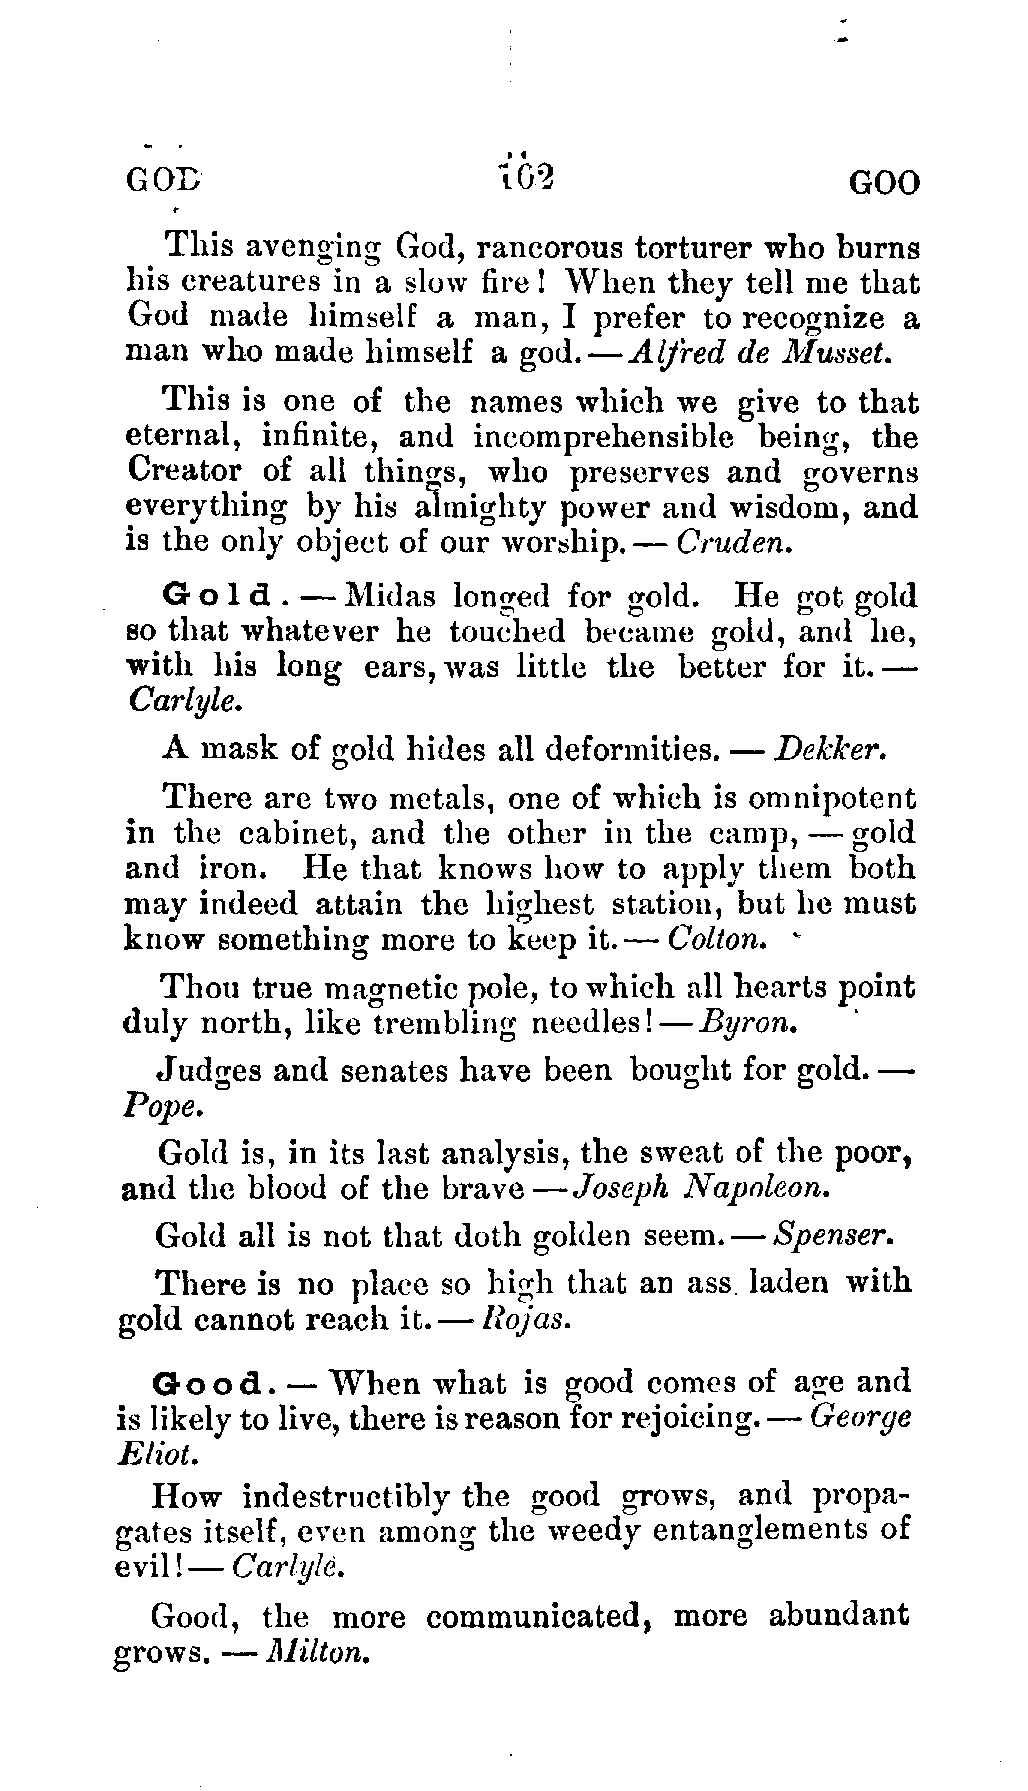 GOD 162 GOO
This avenging God, rancorous torturer who burns
his creatures in a slow fire! When they tell me that
God made himself a man, I prefer to recognize a
man who made himself a god. — Alfred de Musset.
This is one of the names which we give to that
eternal, infinite, and incomprehensible being, the
Creator of all things, who preserves and governs
everything by his almighty power and wisdom, and
is the only object of our worship. — Cruden.
Gold. — Midas longed for gold. He got gold
so that whatever he touched became gold, and he,
with his long ears, was little the better for it. —
Carlyle.
A mask of gold hides all deformities. — Dekker.
There are two metals, one of which is omnipotent
in the cabinet, and the other in the camp, — gold
and iron. He that knows how to apply them both
may indeed attain the highest station, but he must
know something more to keep it. — Colton.
Thou true magnetic pole, to which all hearts point
duly north, like trembling needles! — Byron.
Judges and senates have been bought for gold. —
Pope.
Gold is, in its last analysis, the sweat of the poor,
and the blood of the brave — Joseph Napoleon.
Gold all is not that doth golden seem. — Spenser.
There is no place so high that an ass laden with
gold cannot reach it. — Rojas.
Good. — When what is good comes of age and
is likely to live, there is reason for rejoicing. — George
Eliot.
How indestructibly the good grows, and propa-
gates itself, even among the weedy entanglements of
evil! — Carlyle.
Good, the more communicated, more abundant
grows. — Milton.